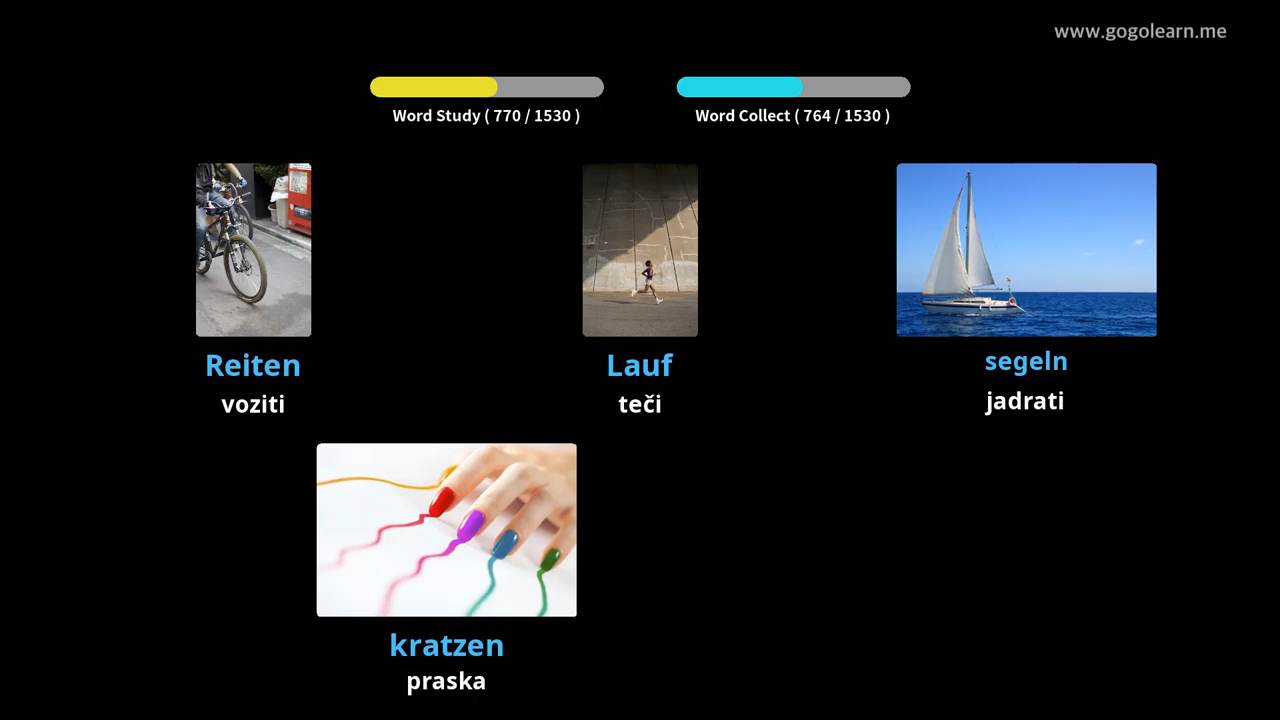 www.gogolearn.me
Word Study ( 770 / 1530 )
Word Collect ( 764 / 1530 )
Reiten
voziti
Lauf
teči
segeln
jadrati
kratzen
praska